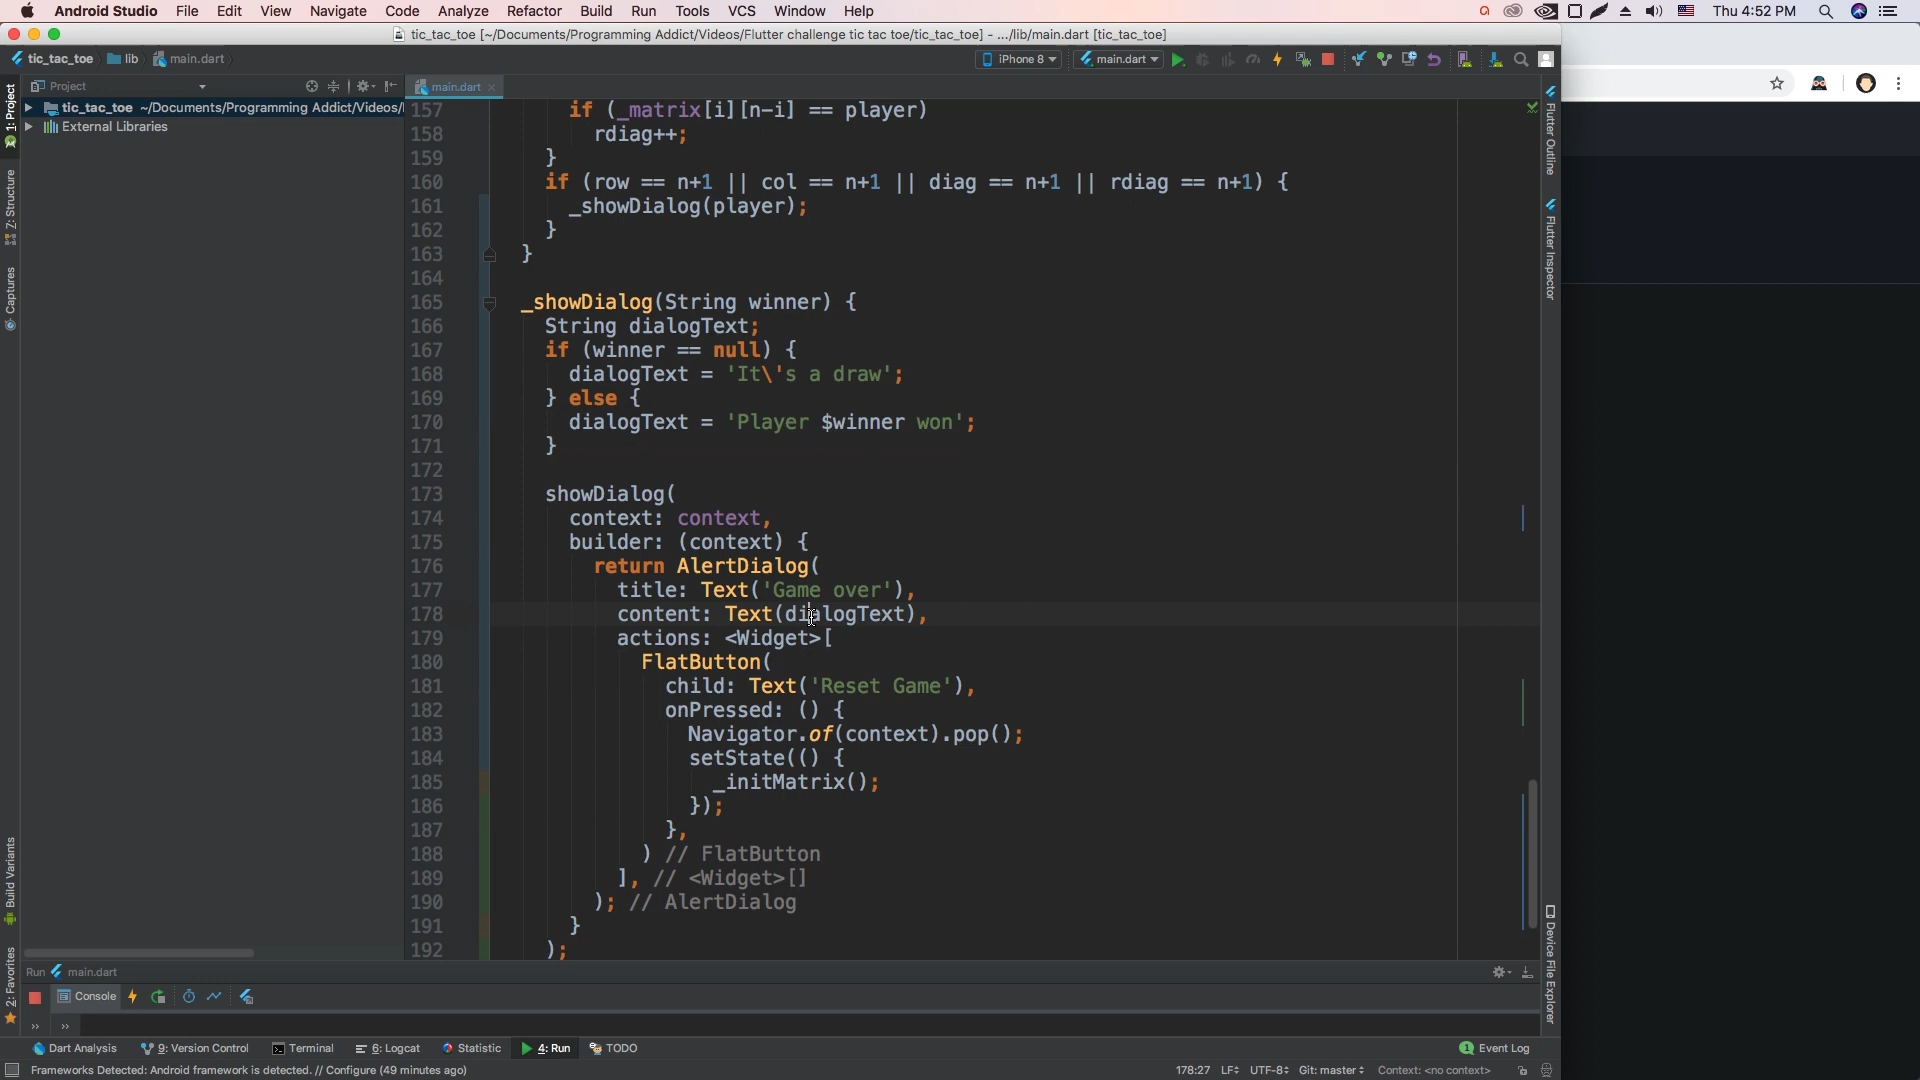 Android Studio File Edit View Navigate Code Analyze Refactor Build Run Tools VCS Window Help Thu 4:52 PM
tic_tac_toe [~/Documents/Programming Addict/Videos/Flutter challenge tic tac toe/tic_tac_toe] - .../lib/main.dart [tic_tac_toe]
tic_tac_toe lib main.dart iPhone 8 main.dart
Project main.dart
tic_tac_toe ~/Documents/Programming Addict/Videos/
External Libraries
1: Project
7: Structure
Captures
Build Variants
2: Favorites
157 if (_matrix[i][n-i] == player)
158 rdiag++;
159 }
160 if (row == n+1 || col == n+1 || diag == n+1 || rdiag == n+1) {
161 _showDialog(player);
162 }
163 }
164
165 _showDialog(String winner) {
166 String dialogText;
167 if (winner == null) {
168 dialogText = 'It\'s a draw';
169 } else {
170 dialogText = 'Player $winner won';
171 }
172
173 showDialog(
174 context: context,
175 builder: (context) {
176 return AlertDialog(
177 title: Text('Game over'),
178 content: Text(dialogText),
179 actions: <Widget>[
180 FlatButton(
181 child: Text('Reset Game'),
182 onPressed: () {
183 Navigator.of(context).pop();
184 setState(() {
185 _initMatrix();
186 });
187 },
188 ) // FlatButton
189 ], // <Widget>[]
190 ); // AlertDialog
191 }
192 );
Flutter Outline
Flutter Inspector
Device File Explorer
Run main.dart
Console
Dart Analysis 9: Version Control Terminal 6: Logcat Statistic 4: Run TODO 1 Event Log
Frameworks Detected: Android framework is detected. // Configure (49 minutes ago) 178:27 LF UTF-8 Git: master Context: <no context>